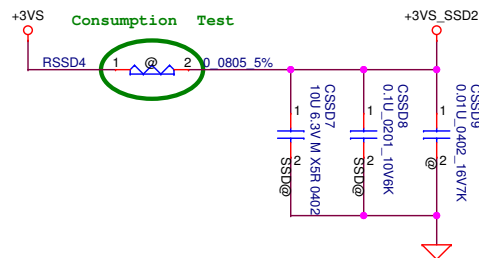 Consumption Test
+3VS
+3VS_SSD2
RSSD4
1
@
2
0_0805_5%
1
2
CSSD7
10U 6.3V M X5R 0402
SSD@
1
2
CSSD8
0.1U_0201_10V6K
SSD@
1
2
CSSD9
0.01U_0402_16V7K
@